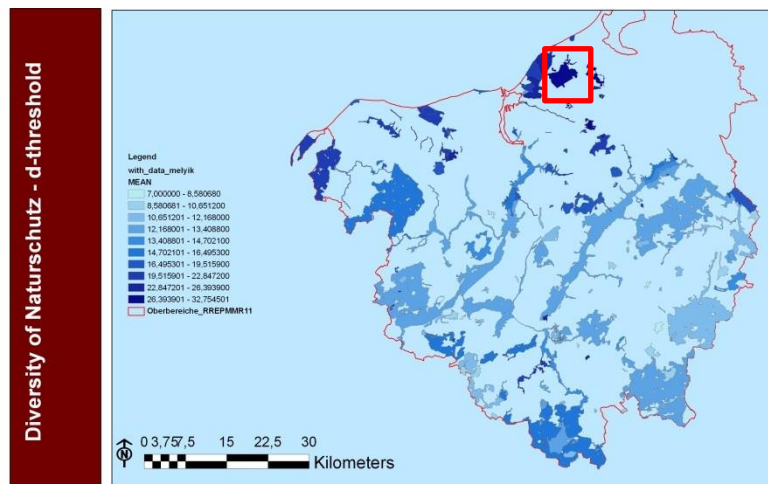 Diversity of Naturschutz - d-threshold
Legend
with_data_melyik
MEAN
7,000000 - 8,580680
8,580681 - 10,651200
10,651201 - 12,168000
12,168001 - 13,408800
13,408801 - 14,702100
14,702101 - 16,495300
16,495301 - 19,515900
19,515901 - 22,847200
22,847201 - 26,393900
26,393901 - 32,754501
Oberbereiche_RREPMMR11
N
0 3,75 7,5 15 22,5 30
Kilometers